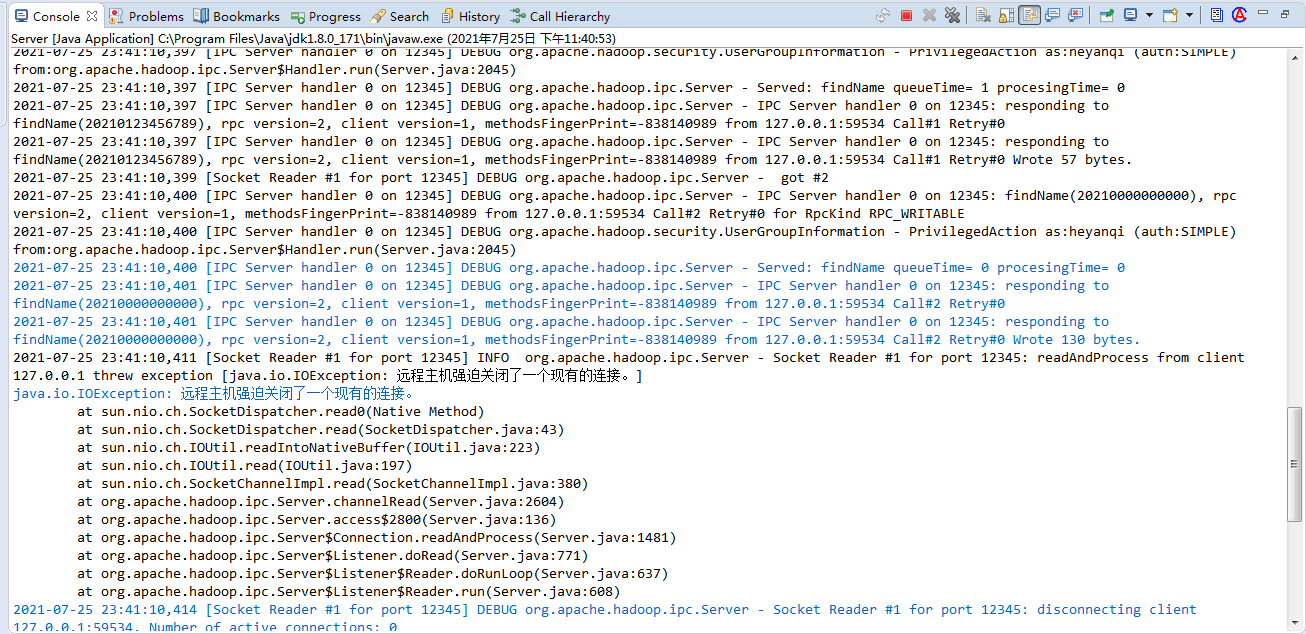 Console Problems Bookmarks Progress Search History Call Hierarchy
Server [Java Application] C:\Program Files\Java\jdk1.8.0_171\bin\javaw.exe (2021年7月25日 下午11:40:53)
2021-07-25 23:41:10,397 [IPC Server handler 0 on 12345] DEBUG org.apache.hadoop.security.UserGroupInformation - PrivilegedAction as:heyanqi (auth:SIMPLE)
from:org.apache.hadoop.ipc.Server$Handler.run(Server.java:2045)
2021-07-25 23:41:10,397 [IPC Server handler 0 on 12345] DEBUG org.apache.hadoop.ipc.Server - Served: findName queueTime= 1 procesingTime= 0
2021-07-25 23:41:10,397 [IPC Server handler 0 on 12345] DEBUG org.apache.hadoop.ipc.Server - IPC Server handler 0 on 12345: responding to
findName(20210123456789), rpc version=2, client version=1, methodsFingerPrint=-838140989 from 127.0.0.1:59534 Call#1 Retry#0
2021-07-25 23:41:10,397 [IPC Server handler 0 on 12345] DEBUG org.apache.hadoop.ipc.Server - IPC Server handler 0 on 12345: responding to
findName(20210123456789), rpc version=2, client version=1, methodsFingerPrint=-838140989 from 127.0.0.1:59534 Call#1 Retry#0 Wrote 57 bytes.
2021-07-25 23:41:10,399 [Socket Reader #1 for port 12345] DEBUG org.apache.hadoop.ipc.Server -  got #2
2021-07-25 23:41:10,400 [IPC Server handler 0 on 12345] DEBUG org.apache.hadoop.ipc.Server - IPC Server handler 0 on 12345: findName(20210000000000), rpc
version=2, client version=1, methodsFingerPrint=-838140989 from 127.0.0.1:59534 Call#2 Retry#0 for RpcKind RPC_WRITABLE
2021-07-25 23:41:10,400 [IPC Server handler 0 on 12345] DEBUG org.apache.hadoop.security.UserGroupInformation - PrivilegedAction as:heyanqi (auth:SIMPLE)
from:org.apache.hadoop.ipc.Server$Handler.run(Server.java:2045)
2021-07-25 23:41:10,400 [IPC Server handler 0 on 12345] DEBUG org.apache.hadoop.ipc.Server - Served: findName queueTime= 0 procesingTime= 0
2021-07-25 23:41:10,401 [IPC Server handler 0 on 12345] DEBUG org.apache.hadoop.ipc.Server - IPC Server handler 0 on 12345: responding to
findName(20210000000000), rpc version=2, client version=1, methodsFingerPrint=-838140989 from 127.0.0.1:59534 Call#2 Retry#0
2021-07-25 23:41:10,401 [IPC Server handler 0 on 12345] DEBUG org.apache.hadoop.ipc.Server - IPC Server handler 0 on 12345: responding to
findName(20210000000000), rpc version=2, client version=1, methodsFingerPrint=-838140989 from 127.0.0.1:59534 Call#2 Retry#0 Wrote 130 bytes.
2021-07-25 23:41:10,411 [Socket Reader #1 for port 12345] INFO  org.apache.hadoop.ipc.Server - Socket Reader #1 for port 12345: readAndProcess from client
127.0.0.1 threw exception [java.io.IOException: 远程主机强迫关闭了一个现有的连接。]
java.io.IOException: 远程主机强迫关闭了一个现有的连接。
at sun.nio.ch.SocketDispatcher.read0(Native Method)
at sun.nio.ch.SocketDispatcher.read(SocketDispatcher.java:43)
at sun.nio.ch.IOUtil.readIntoNativeBuffer(IOUtil.java:223)
at sun.nio.ch.IOUtil.read(IOUtil.java:197)
at sun.nio.ch.SocketChannelImpl.read(SocketChannelImpl.java:380)
at org.apache.hadoop.ipc.Server.channelRead(Server.java:2604)
at org.apache.hadoop.ipc.Server.access$2800(Server.java:136)
at org.apache.hadoop.ipc.Server$Connection.readAndProcess(Server.java:1481)
at org.apache.hadoop.ipc.Server$Listener.doRead(Server.java:771)
at org.apache.hadoop.ipc.Server$Listener$Reader.doRunLoop(Server.java:637)
at org.apache.hadoop.ipc.Server$Listener$Reader.run(Server.java:608)
2021-07-25 23:41:10,414 [Socket Reader #1 for port 12345] DEBUG org.apache.hadoop.ipc.Server - Socket Reader #1 for port 12345: disconnecting client
127.0.0.1:59534. Number of active connections: 0